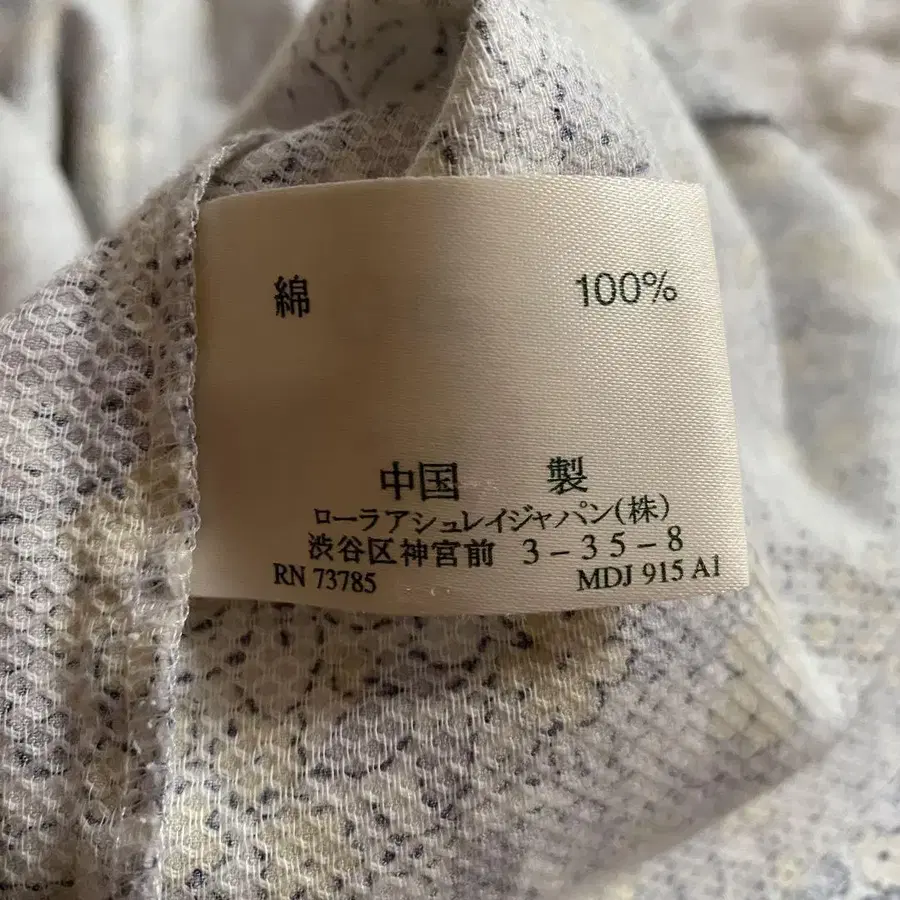 綿 100%
中国 製
ローラアシュレイジャパン(株)
渋谷区神宮前 3-35-8
RN 73785 MDJ 915 A1